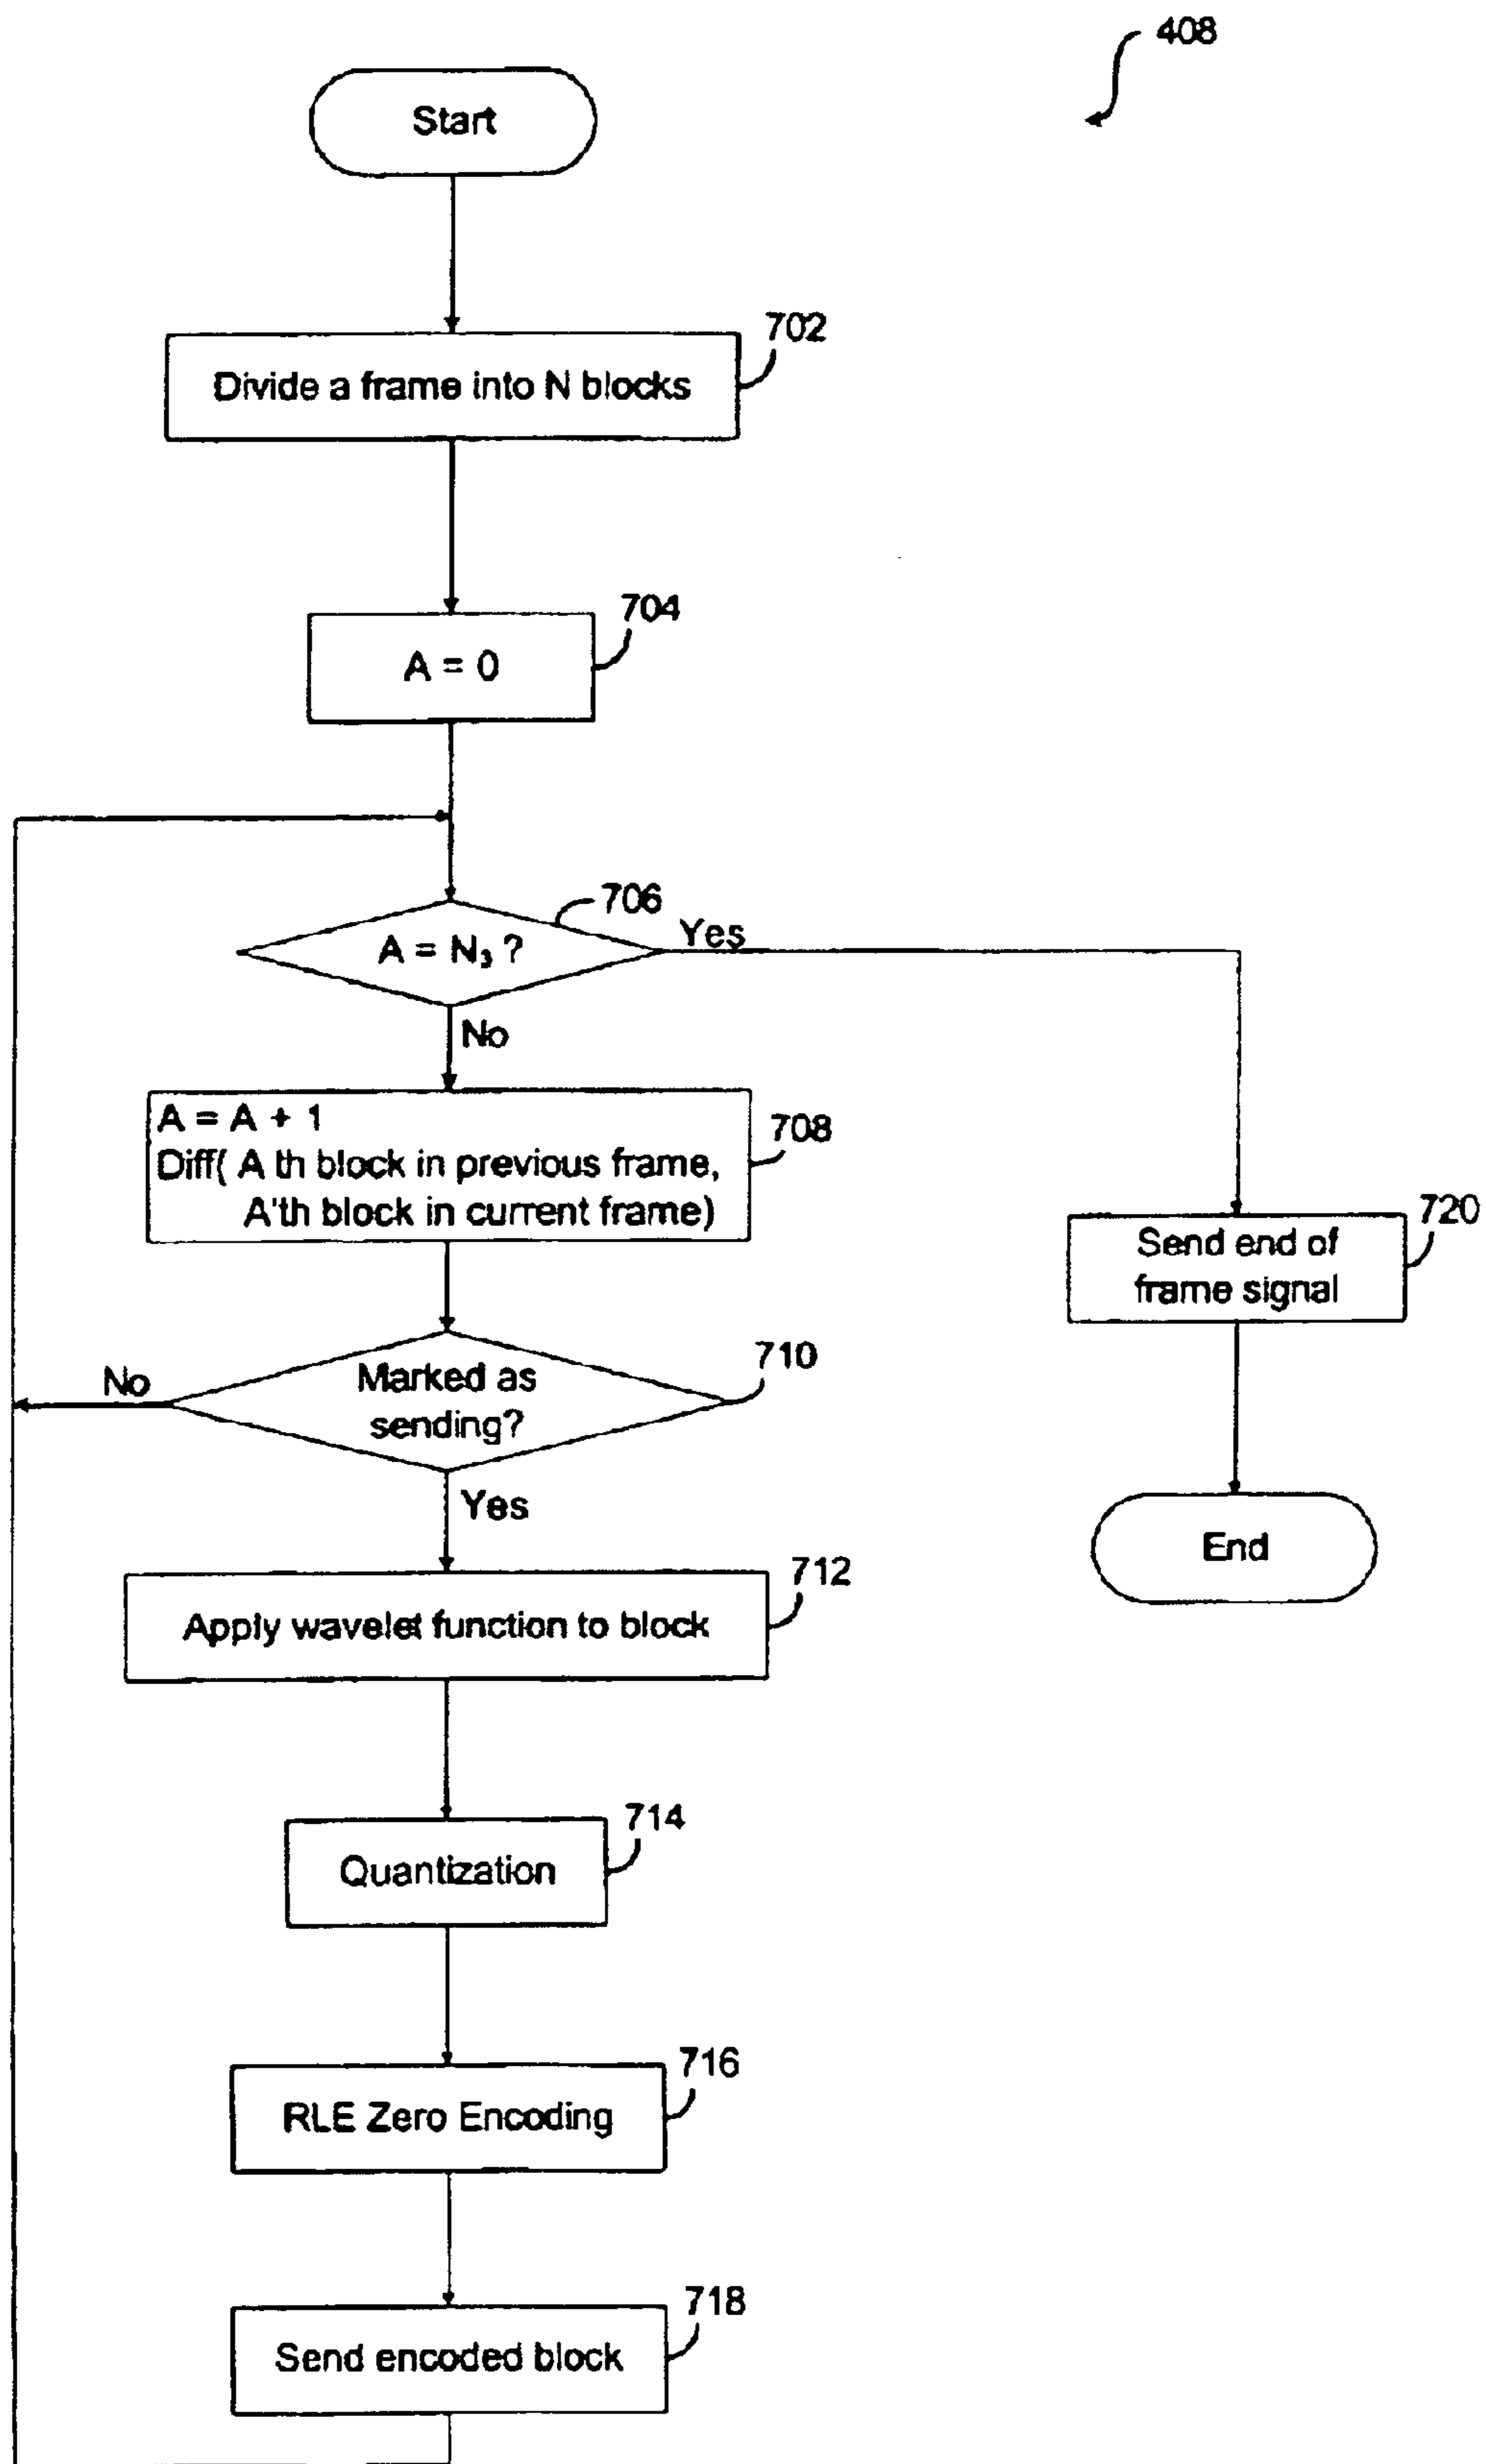 408
Start
702
Divide a frame into N blocks
704
A = 0
706
A = N₃ ?
Yes
No
A = A + 1
Diff( A th block in previous frame,
A'th block in current frame)
708
720
Send end of
frame signal
No
Marked as
sending?
710
Yes
End
712
Apply wavelet function to block
714
Quantization
716
RLE Zero Encoding
718
Send encoded block